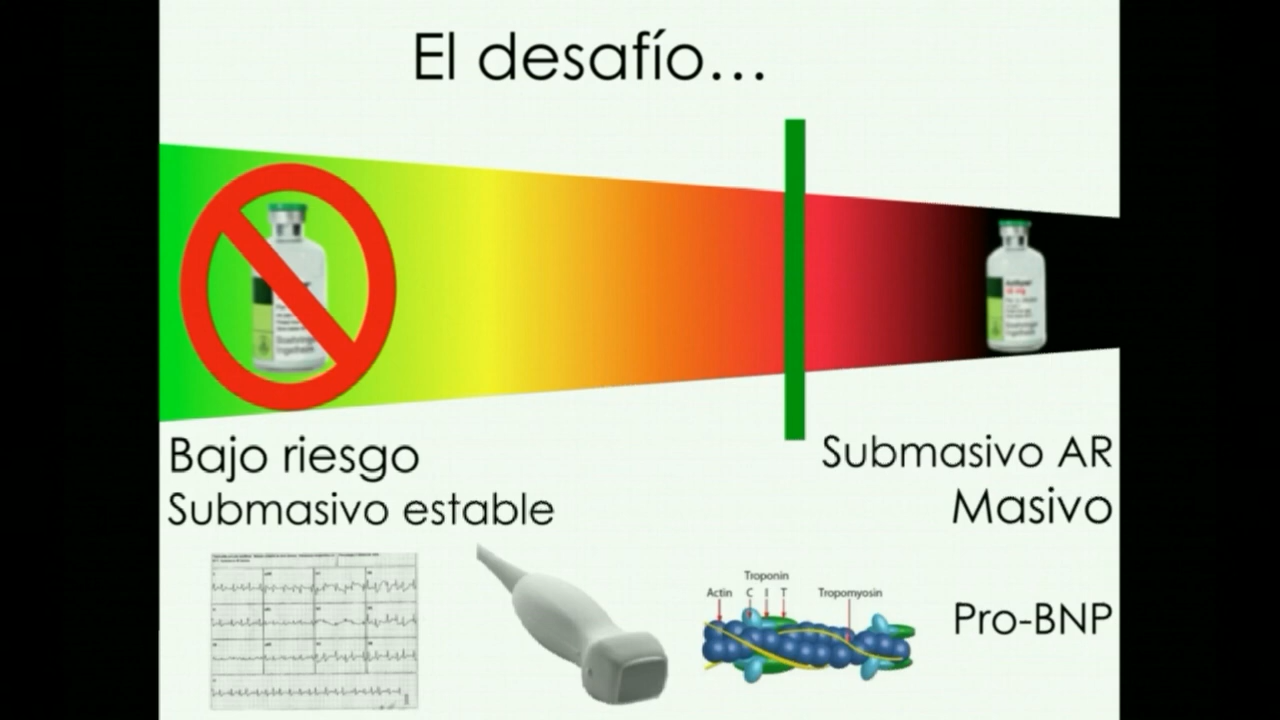 El desafío...
Bajo riesgo
Submasivo estable
Submasivo AR
Masivo
Troponin
Actin C I T Tropomyosin
Pro-BNP